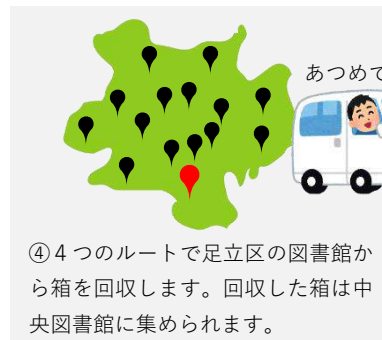 あつめて
④４つのルートで足立区の図書館か
ら箱を回収します。回収した箱は中
央図書館に集められます。